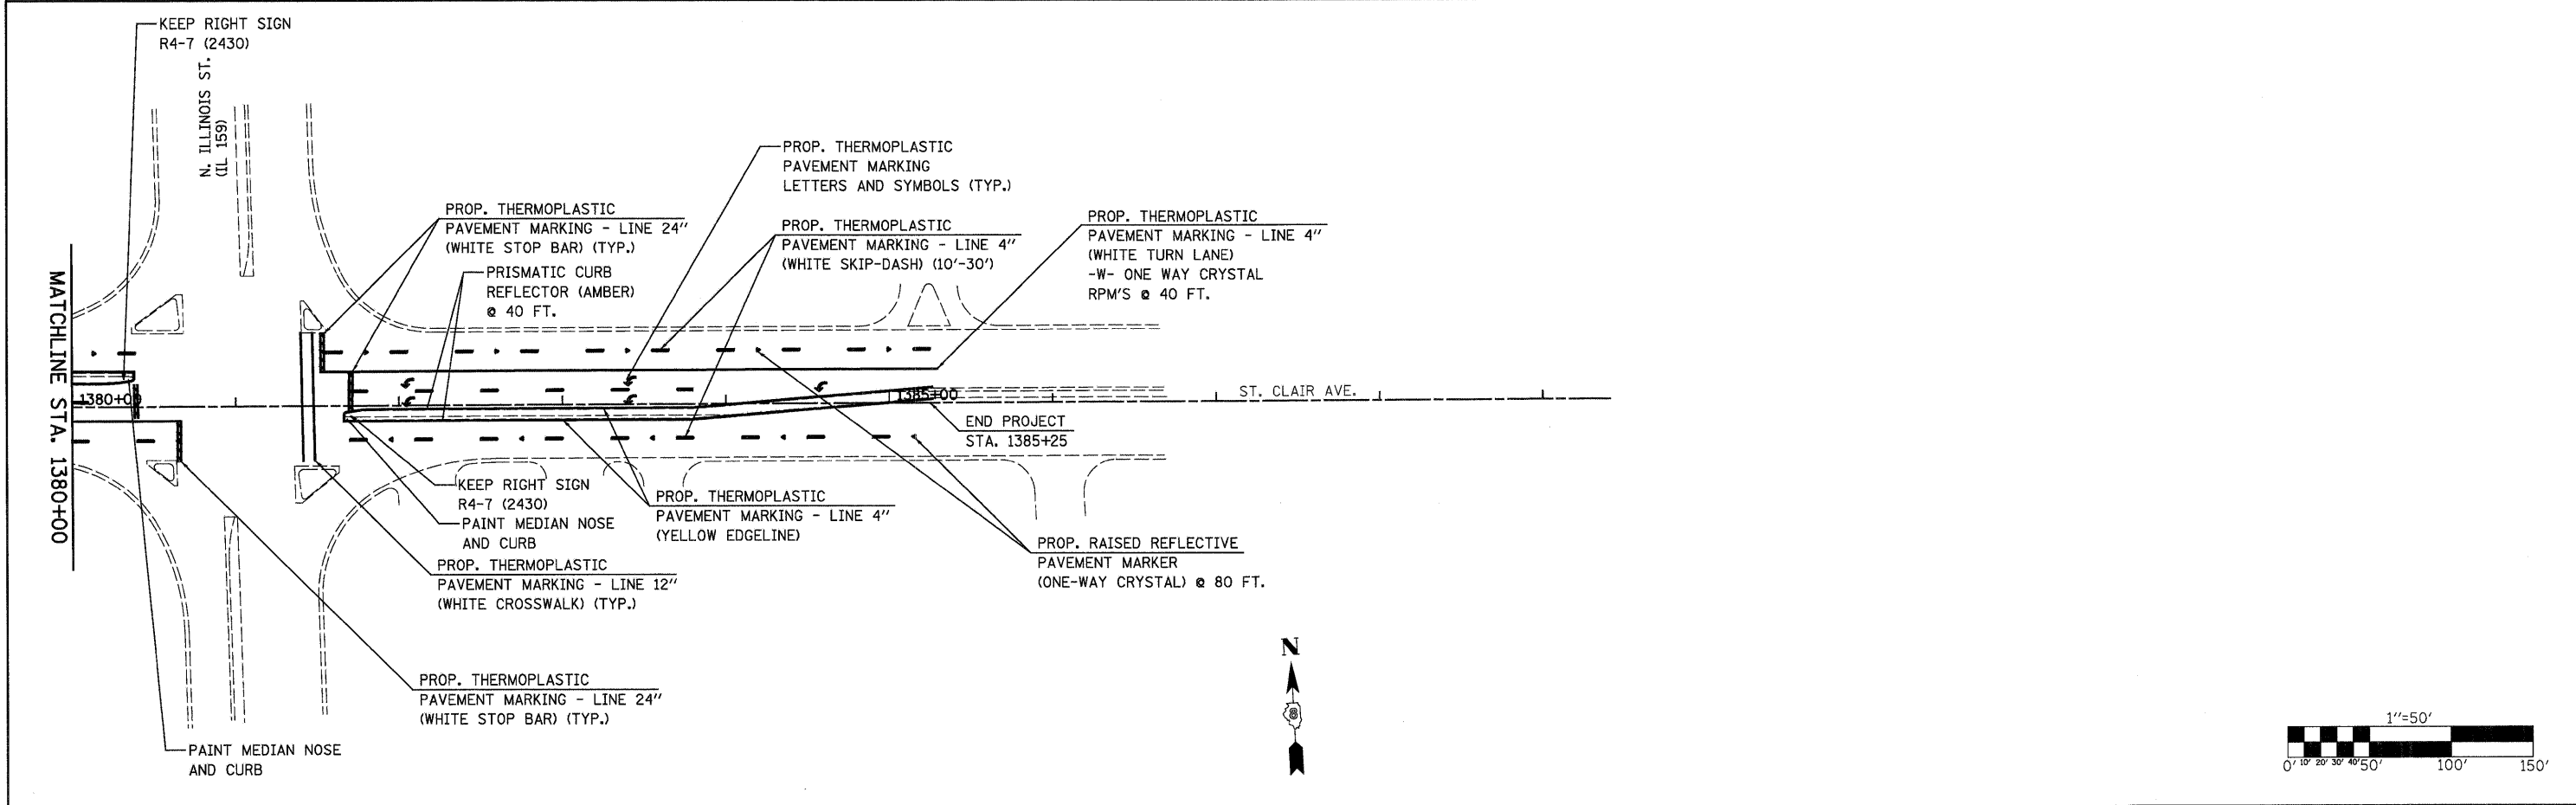 KEEP RIGHT SIGN
R4-7 (2430)
N. ILLINOIS ST.
(IL 159)
PROP. THERMOPLASTIC
PAVEMENT MARKING
LETTERS AND SYMBOLS (TYP.)
PROP. THERMOPLASTIC
PAVEMENT MARKING - LINE 24"
(WHITE STOP BAR) (TYP.)
PROP. THERMOPLASTIC
PAVEMENT MARKING - LINE 4"
(WHITE SKIP-DASH) (10'-30')
PROP. THERMOPLASTIC
PAVEMENT MARKING - LINE 4"
(WHITE TURN LANE)
-W- ONE WAY CRYSTAL
RPM'S @ 40 FT.
PRISMATIC CURB
REFLECTOR (AMBER)
@ 40 FT.
MATCHLINE STA. 1380+00
1380+00
1385+00
ST. CLAIR AVE.
END PROJECT
STA. 1385+25
KEEP RIGHT SIGN
R4-7 (2430)
PAINT MEDIAN NOSE
AND CURB
PROP. THERMOPLASTIC
PAVEMENT MARKING - LINE 4"
(YELLOW EDGELINE)
PROP. RAISED REFLECTIVE
PAVEMENT MARKER
(ONE-WAY CRYSTAL) @ 80 FT.
PROP. THERMOPLASTIC
PAVEMENT MARKING - LINE 12"
(WHITE CROSSWALK) (TYP.)
PROP. THERMOPLASTIC
PAVEMENT MARKING - LINE 24"
(WHITE STOP BAR) (TYP.)
PAINT MEDIAN NOSE
AND CURB
N
8
1"=50'
0' 10' 20' 30' 40' 50' 100' 150'